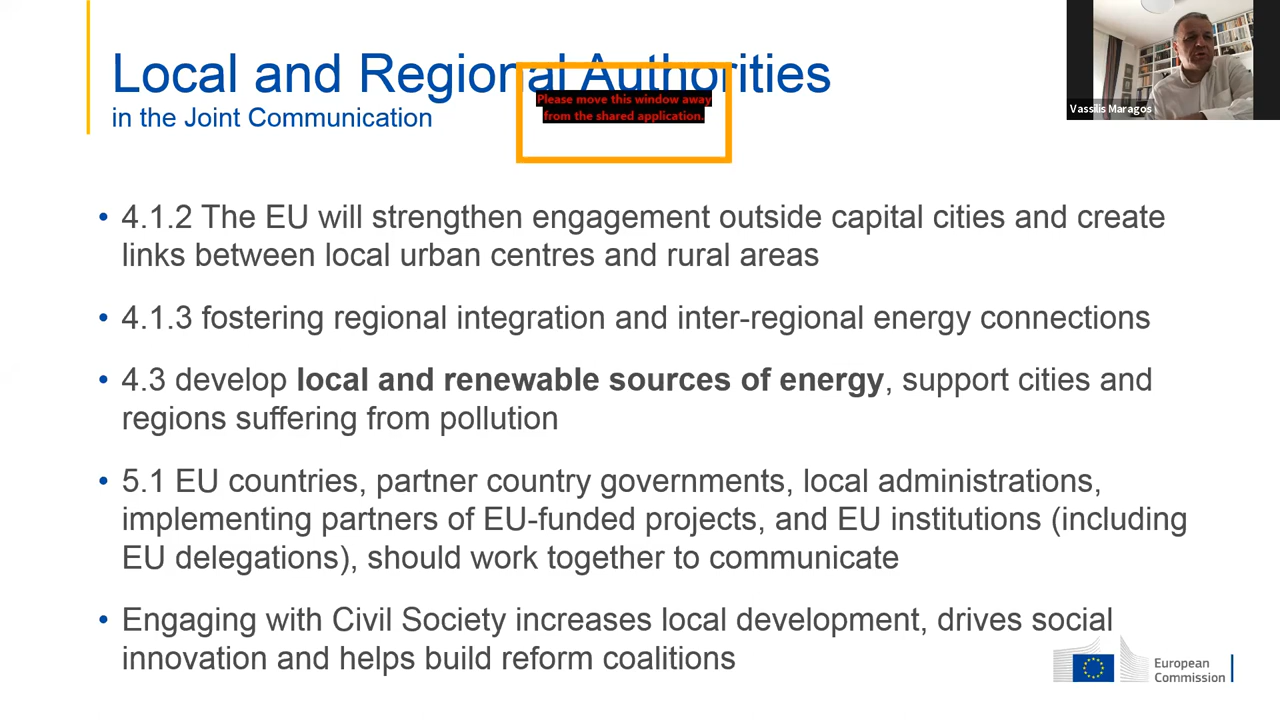 Local and Regional Authorities
in the Joint Communication
Please move this window away
from the shared application.
Vassilis Maragos
• 4.1.2 The EU will strengthen engagement outside capital cities and create
links between local urban centres and rural areas
• 4.1.3 fostering regional integration and inter-regional energy connections
• 4.3 develop local and renewable sources of energy, support cities and
regions suffering from pollution
• 5.1 EU countries, partner country governments, local administrations,
implementing partners of EU-funded projects, and EU institutions (including
EU delegations), should work together to communicate
• Engaging with Civil Society increases local development, drives social
innovation and helps build reform coalitions
European
Commission